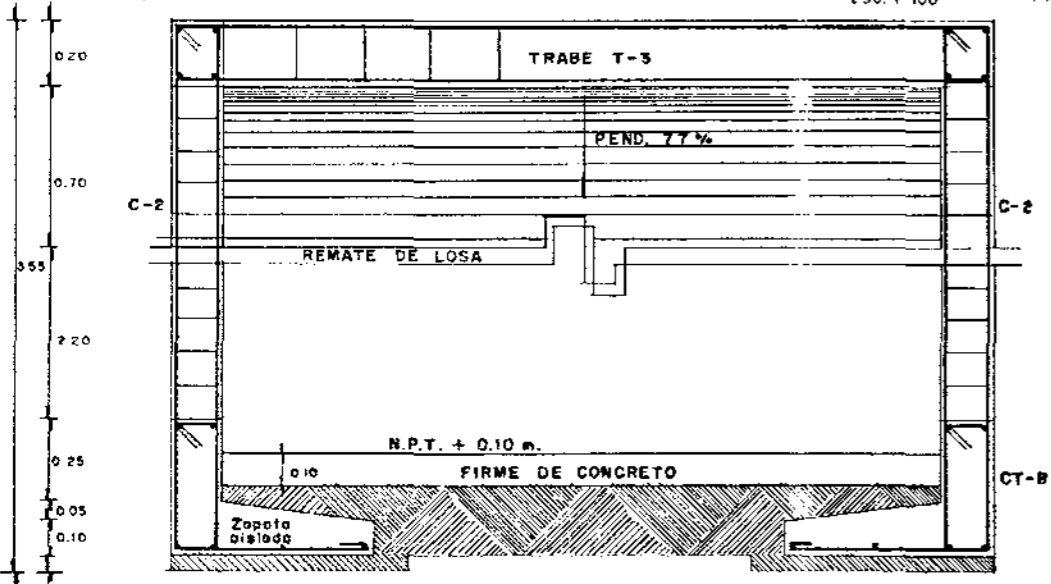 0.20
TRABE T-3
PEND. 77%
0.70
C-2
C-2
REMATE DE LOSA
3.55
2.20
N.P.T. + 0.10 m.
0.25
0.10
FIRME DE CONCRETO
CT-B
0.05
Zapata
aislada
0.10